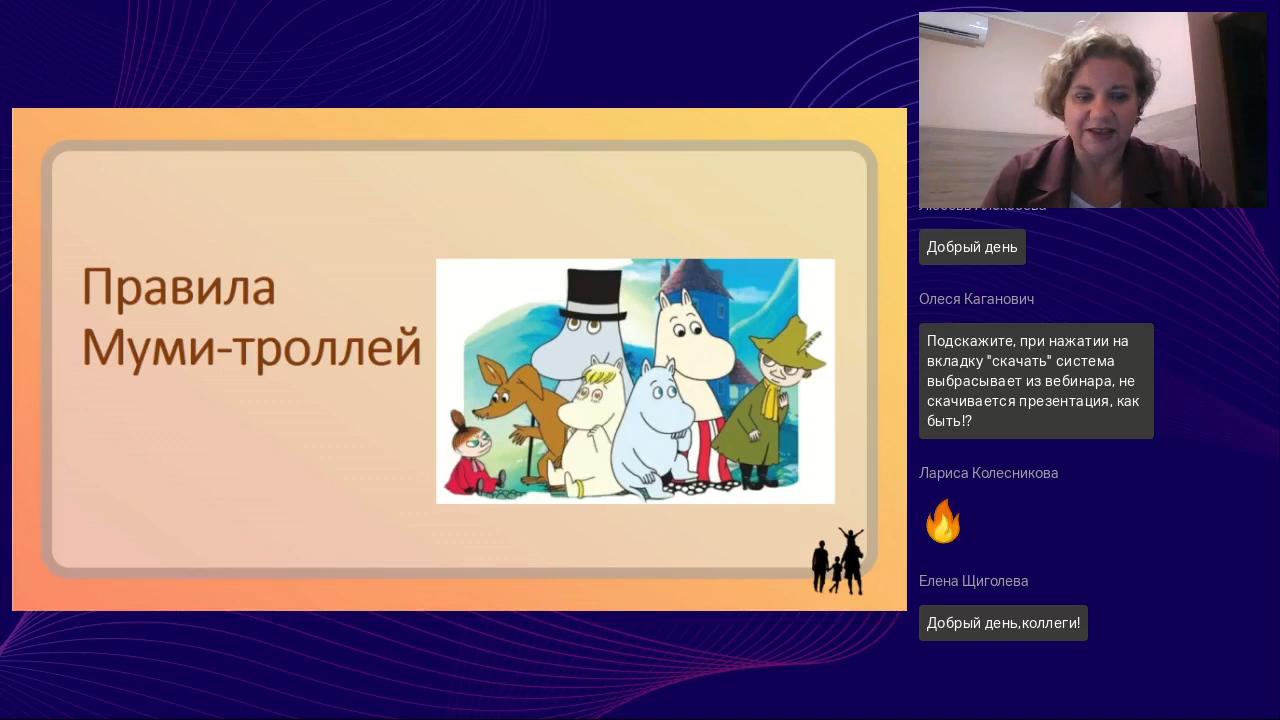 Правила
Муми-троллей
Добрый день
Олеся Каганович
Подскажите, при нажатии на
вкладку "скачать" система
выбрасывает из вебинара, не
скачивается презентация, как
быть!?
Лариса Колесникова
Елена Щиголева
Добрый день,коллеги!